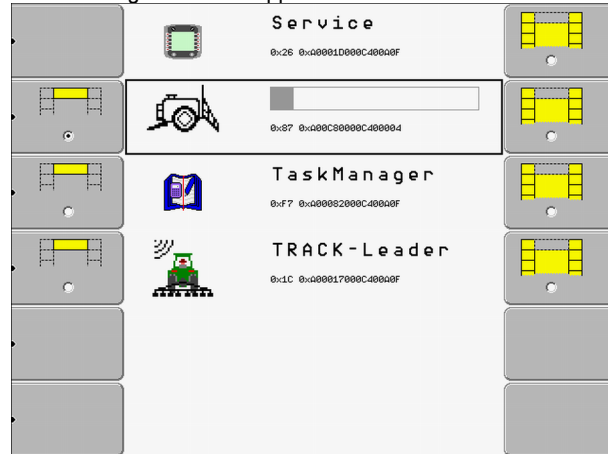 Service
0x26 0xA0001D000C400A0F
0x87 0xA00C80000C400004
TaskManager
0xF7 0xA00082000C400A0F
TRACK-Leader
0x1C 0xA00017000C400A0F